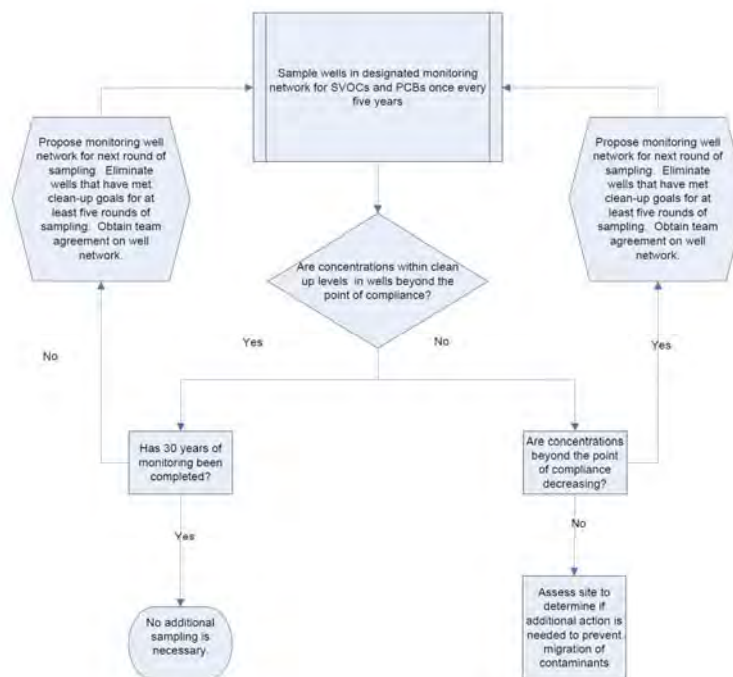 Sample wells in designated monitoring
network for SVOCs and PCBs once every
five years
Propose monitoring well
network for next round of
sampling. Eliminate
wells that have met
clean-up goals for at
least five rounds of
sampling. Obtain team
agreement on well
network.
Propose monitoring well
network for next round of
sampling. Eliminate
wells that have met
clean-up goals for at
least five rounds of
sampling. Obtain team
agreement on well
network.
Are concentrations within clean
up levels in wells beyond the
point of compliance?
Yes
No
No
Yes
Has 30 years of
monitoring been
completed?
Are concentrations
beyond the point
of compliance
decreasing?
Yes
No
No additional
sampling is
necessary.
Assess site to
determine if
additional action is
needed to prevent
migration of
contaminants